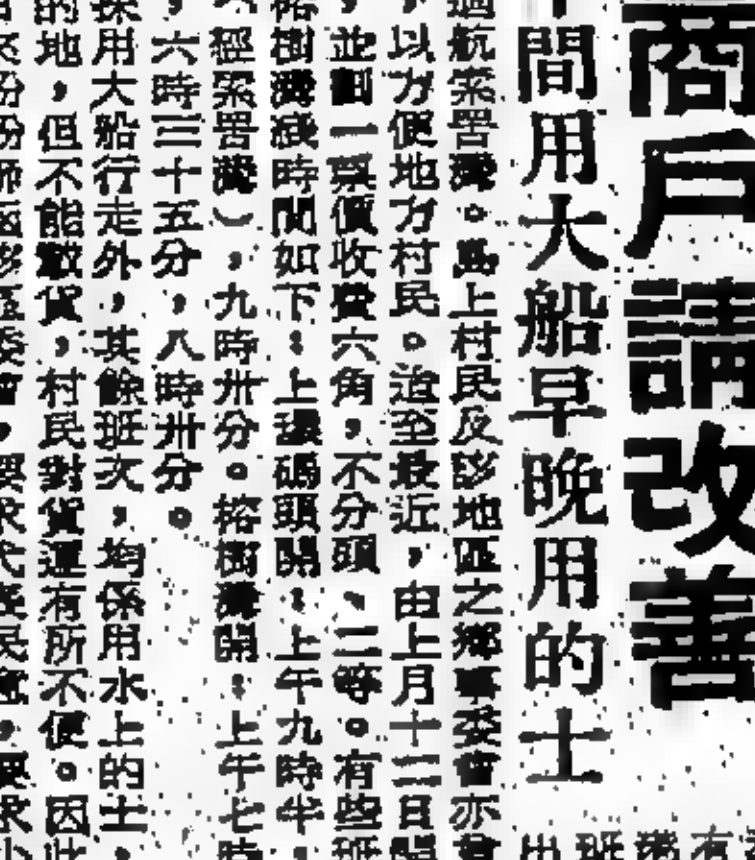 商戶請改善
間用大船早晚用的士
過航索罟灣。島上村民及該地區之鄉事委會亦
，以方便地方村民。迨至最近，由上月十二日開
，並劃一票價收費六角，不分頭、二等。有些班
榕樹灣綫時間如下：上環碼頭開：上午九時半，
經索罟灣），九時卅分。榕樹灣開：上午七時
，六時三十五分，八時卅分。
採用大船行走外，其餘班次，均係用水上的士，
的地，但不能載貨，村民對貨運有所不便。因此